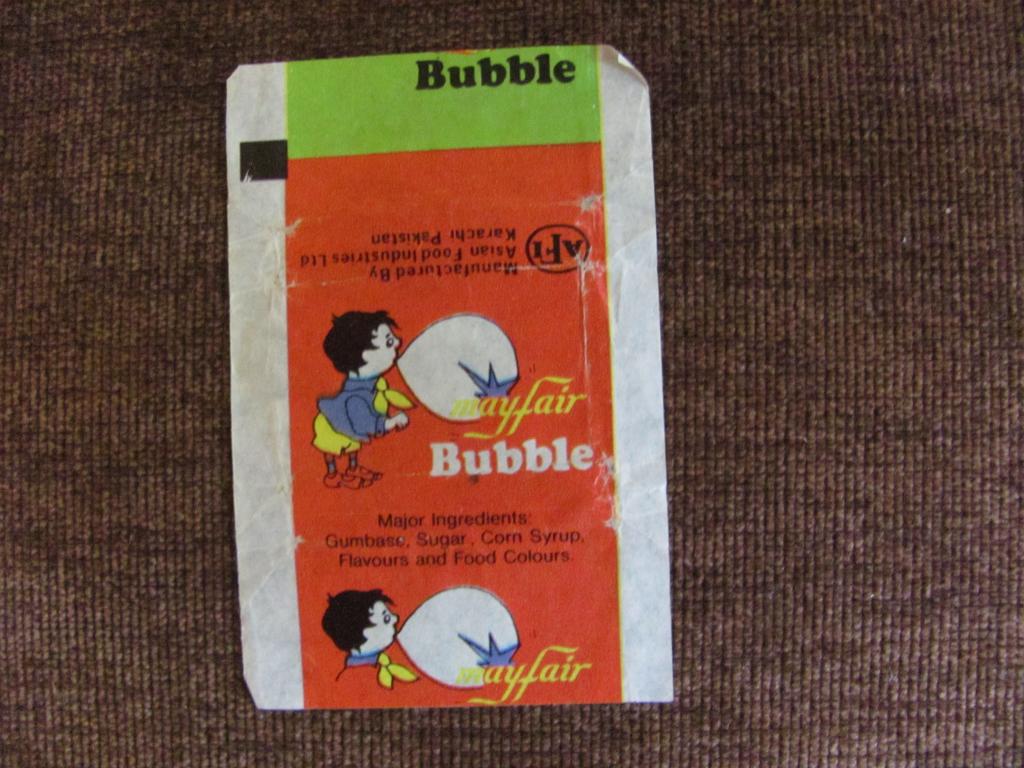 Bubble
Manufactured By
Asian Food Industries Ltd
Karachi Pakistan
AFI
mayfair
Bubble
Major Ingredients:
Gumbase, Sugar, Corn Syrup,
Flavours and Food Colours.
mayfair